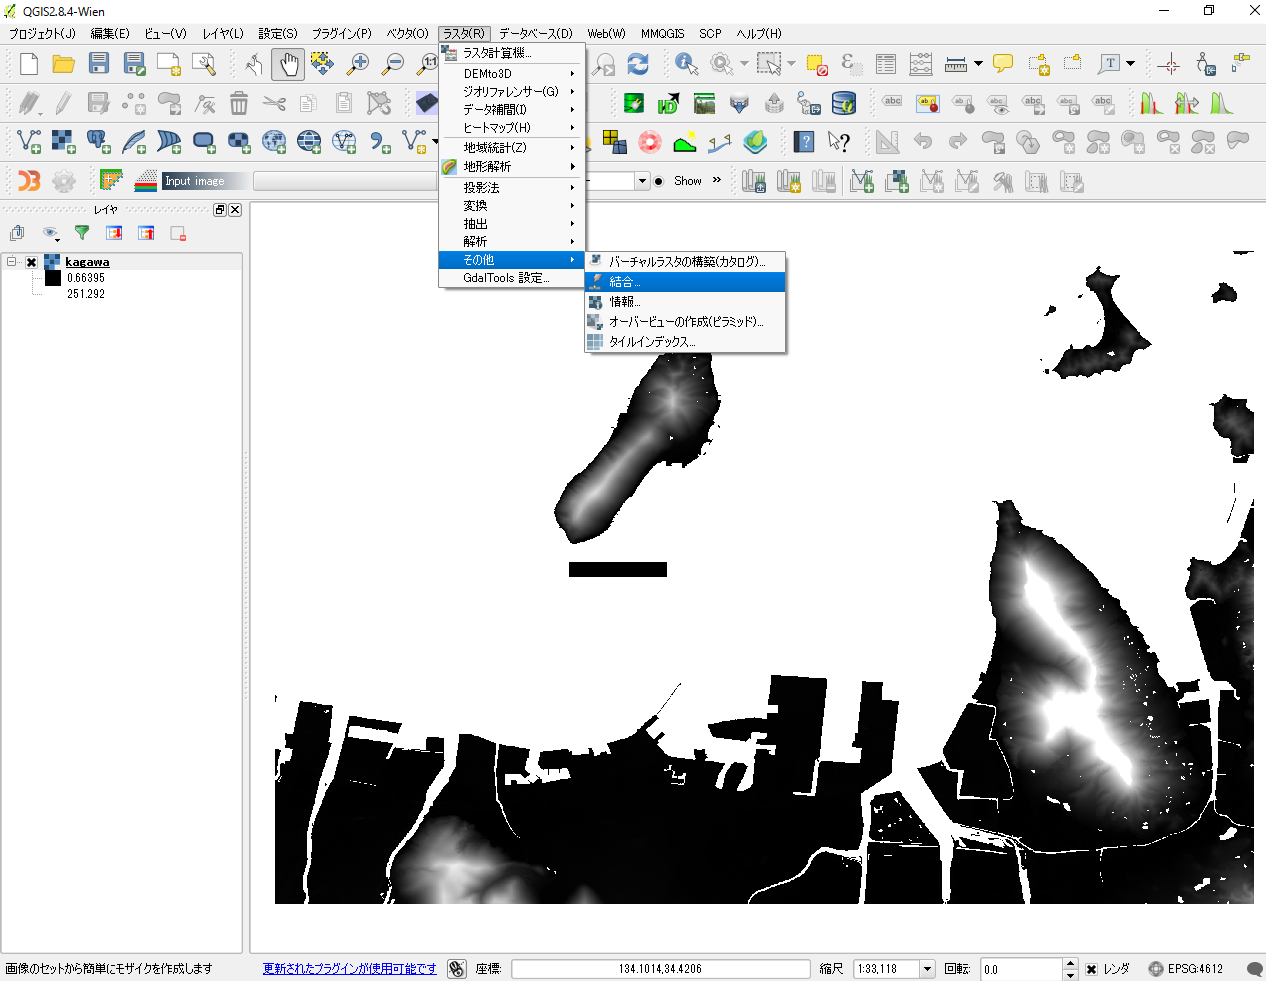 QGIS2.8.4-Wien
プロジェクト(J) 編集(E) ビュー(V) レイヤ(L) 設定(S) プラグイン(P) ベクタ(O) ラスタ(R) データベース(D) Web(W) MMQGIS SCP ヘルプ(H)
ラスタ計算機...
DEMto3D
ジオリファレンサー(G)
データ補間(I)
ヒートマップ(H)
地域統計(Z)
地形解析
投影法
変換
抽出
解析
その他
GdalTools 設定...
バーチャルラスタの構築(カタログ)...
結合...
情報...
オーバービューの作成(ピラミッド)...
タイルインデックス...
Input image
Show
レイヤ
kagawa
0.66395
251.292
画像のセットから簡単にモザイクを作成します 更新されたプラグインが使用可能です 座標: 134.1014,34.4206 縮尺 1:33,118 回転: 0.0 レンダ EPSG:4612